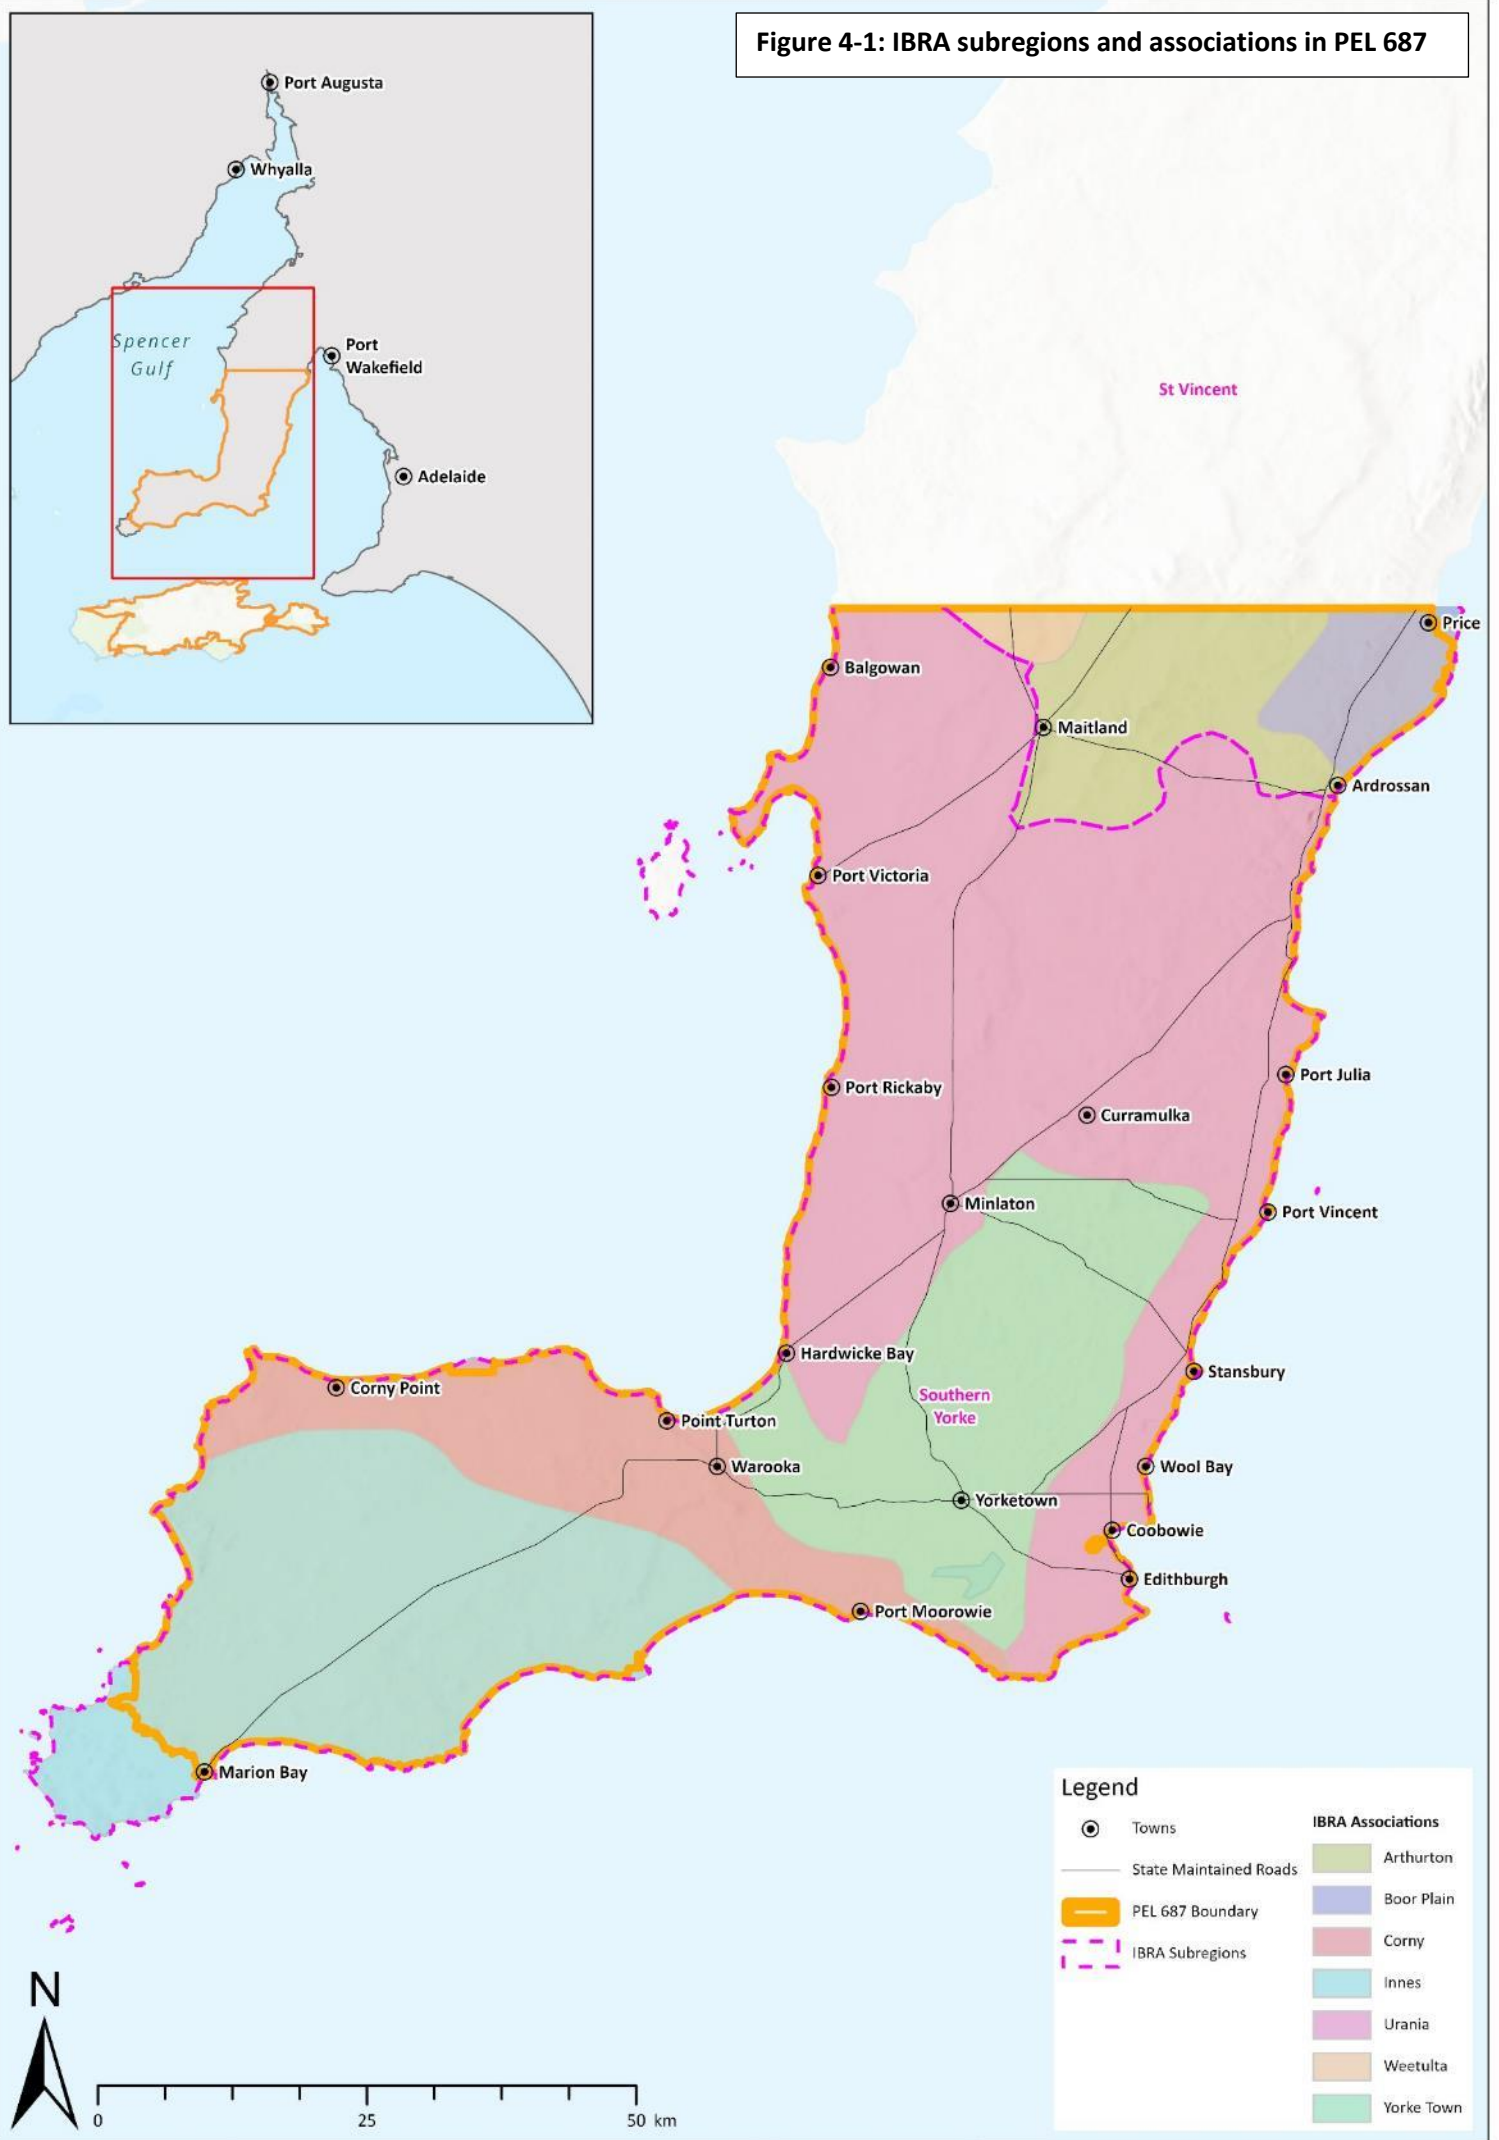 Figure 4-1: IBRA subregions and associations in PEL 687
Port Augusta
Whyalla
Spencer
Gulf
Port
Wakefield
Adelaide
St Vincent
Price
Balgowan
Maitland
Ardrossan
Port Victoria
Port Rickaby
Port Julia
Curramulka
Minlaton
Port Vincent
Hardwicke Bay
Stansbury
Corny Point
Southern
Yorke
Point Turton
Warooka
Wool Bay
Yorketown
Coobowie
Edithburgh
Port Moorowie
Marion Bay
Legend
Towns
State Maintained Roads
PEL 687 Boundary
IBRA Subregions
IBRA Associations
Arthurton
Boor Plain
Corny
Innes
Urania
Weetulta
Yorke Town
N
0 25 50 km